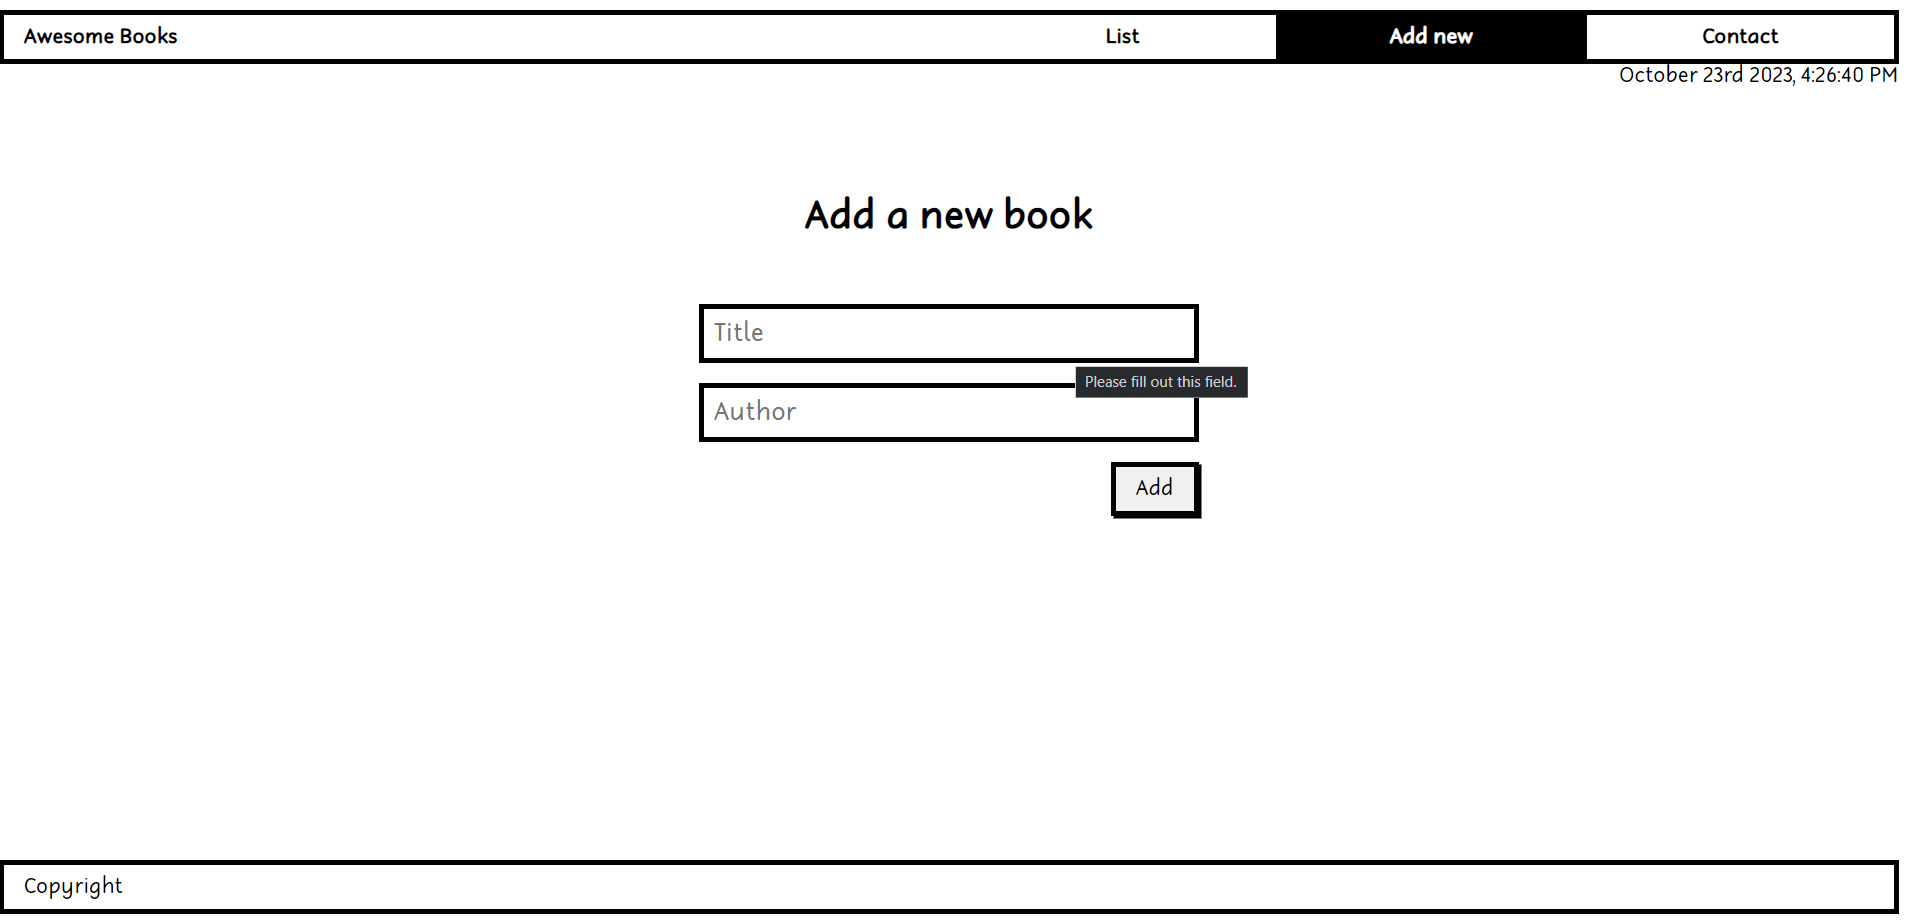 Awesome Books List Add new Contact
October 23rd 2023, 4:26:40 PM
Add a new book
Title
Please fill out this field.
Author
Add
Copyright